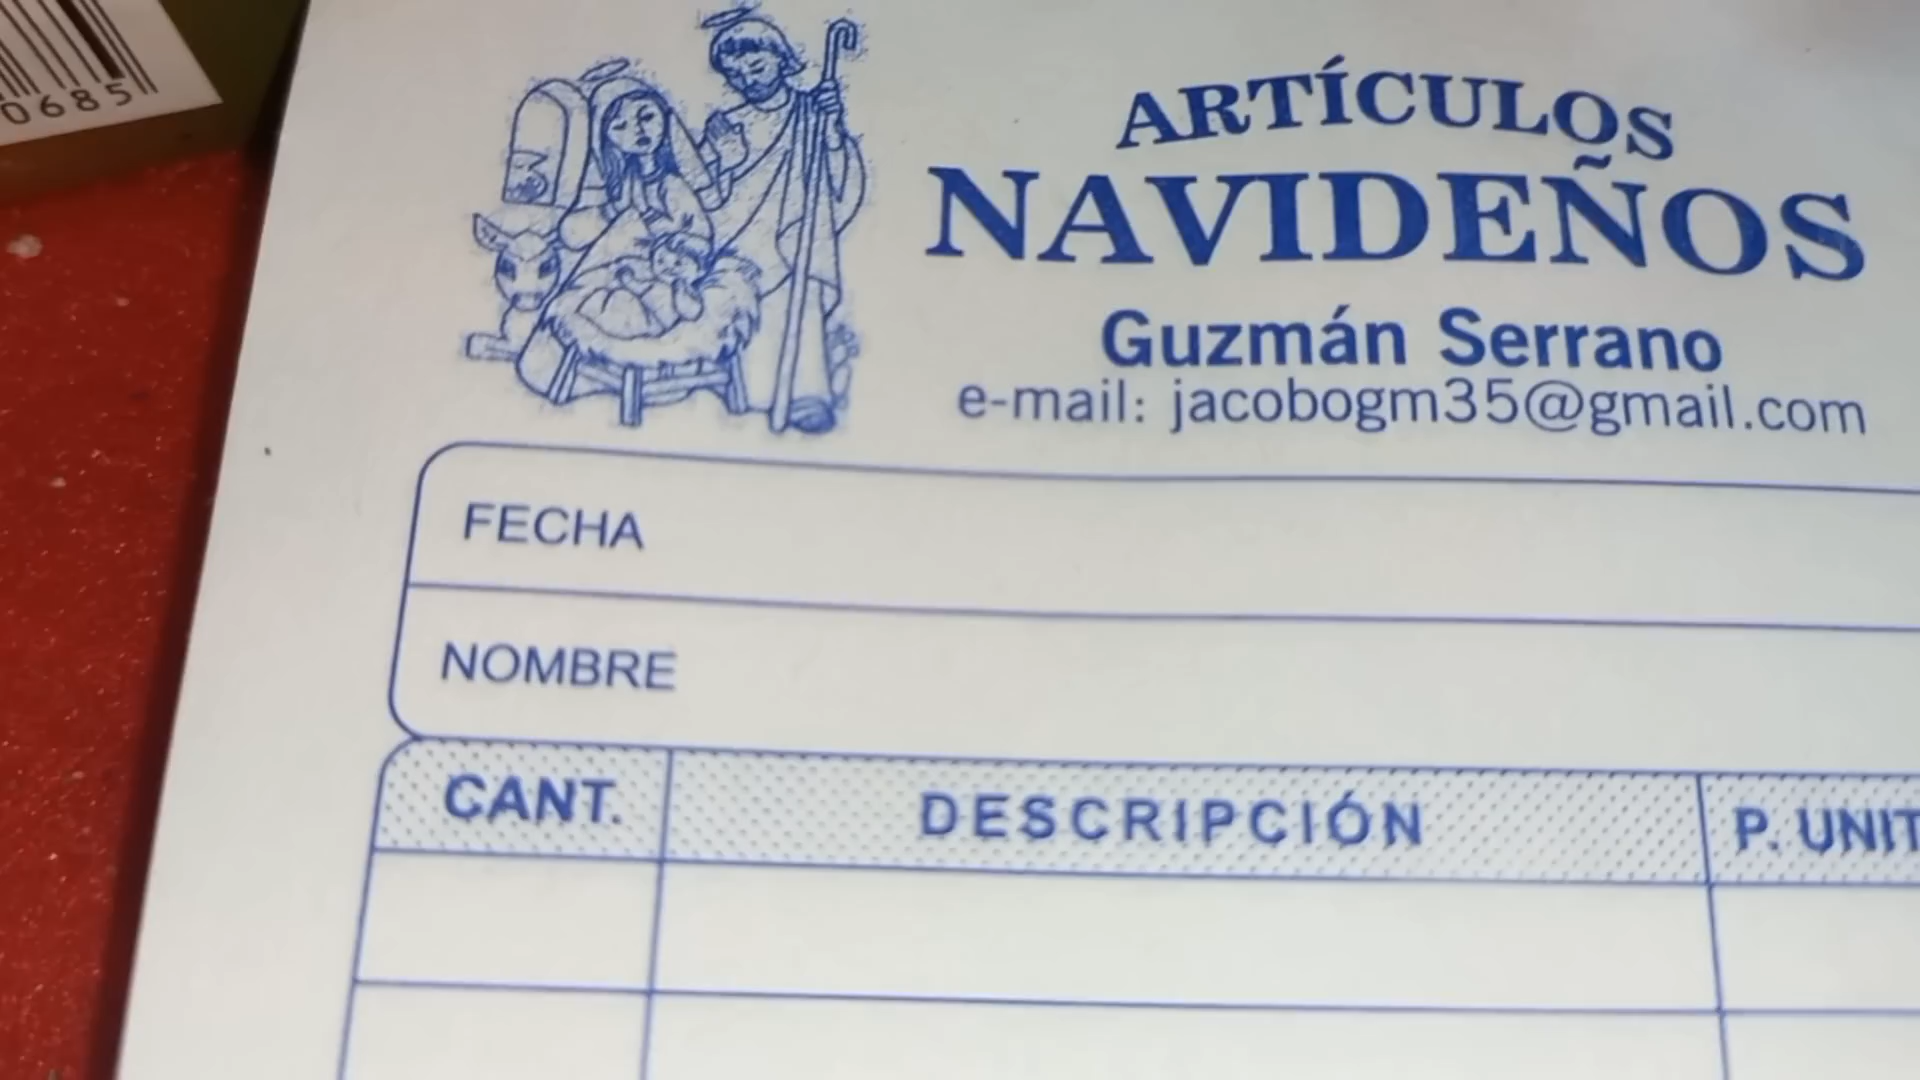 0685
ARTÍCULOS
NAVIDEÑOS
Guzmán Serrano
e-mail: jacobogm35@gmail.com
FECHA
NOMBRE
CANT. DESCRIPCIÓN P. UNIT